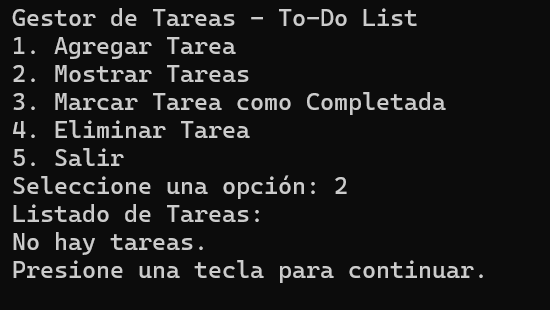 Gestor de Tareas - To-Do List
1. Agregar Tarea
2. Mostrar Tareas
3. Marcar Tarea como Completada
4. Eliminar Tarea
5. Salir
Seleccione una opción: 2
Listado de Tareas:
No hay tareas.
Presione una tecla para continuar.